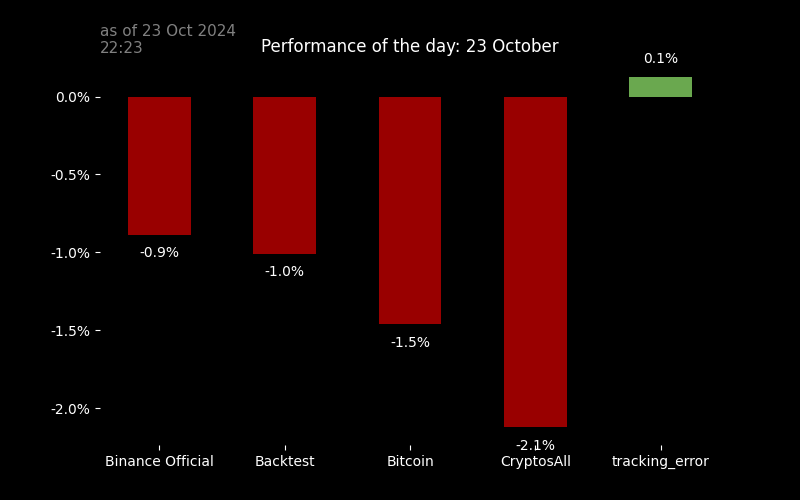 as of 23 Oct 2024
22:23
Performance of the day: 23 October
0.1%
0.0%
-0.5%
-1.0%
-1.5%
-2.0%
-0.9%
-1.0%
-1.5%
-2.1%
Binance Official
Backtest
Bitcoin
CryptosAll
tracking_error